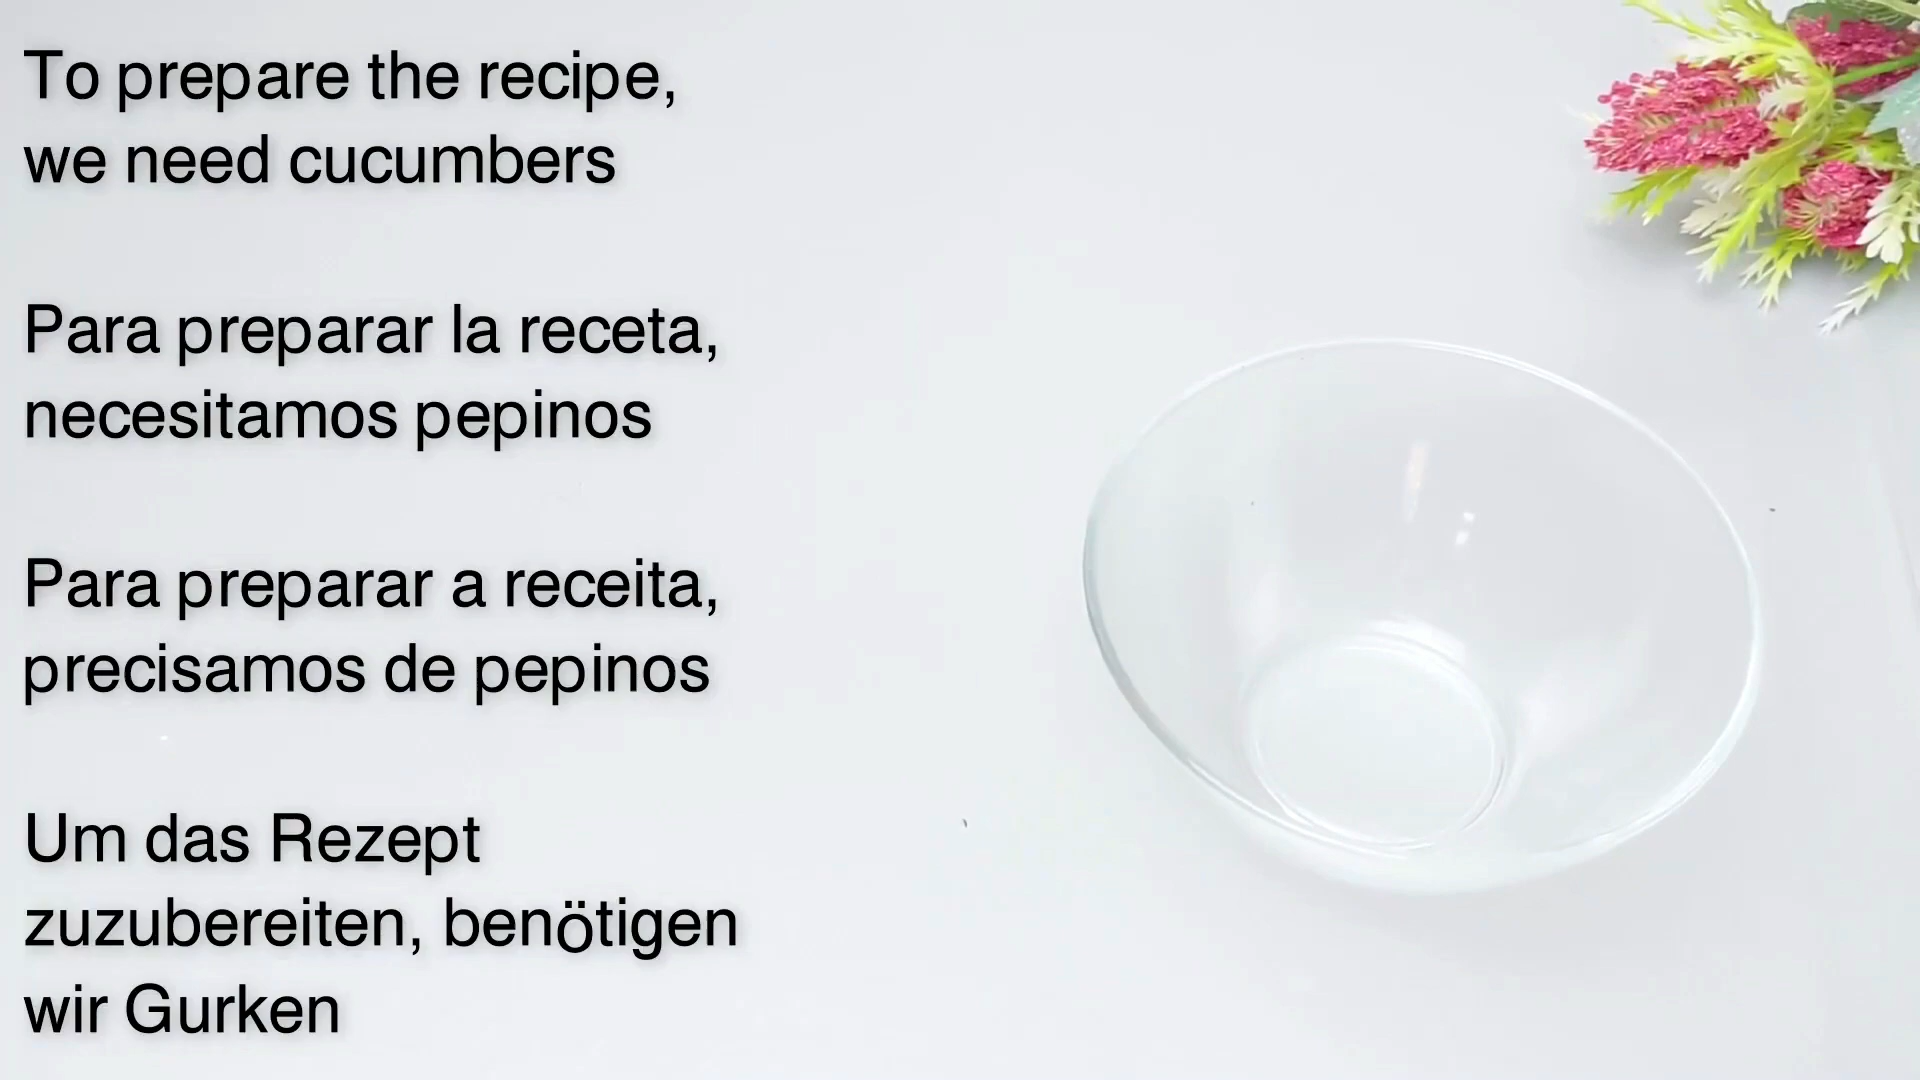 To prepare the recipe,
we need cucumbers
Para preparar la receta,
necesitamos pepinos
Para preparar a receita,
precisamos de pepinos
Um das Rezept
zuzubereiten, benötigen
wir Gurken